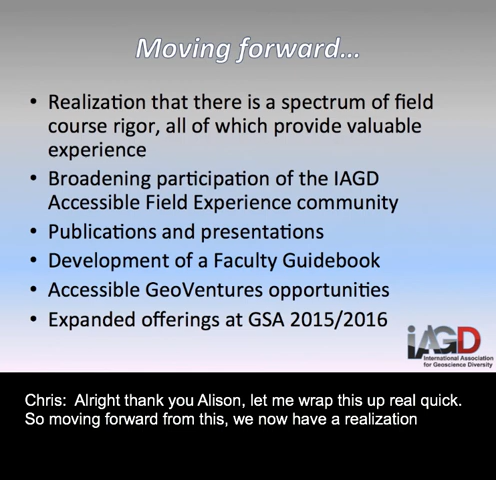 Moving forward...
• Realization that there is a spectrum of field
course rigor, all of which provide valuable
experience
• Broadening participation of the IAGD
Accessible Field Experience community
• Publications and presentations
• Development of a Faculty Guidebook
• Accessible GeoVentures opportunities
• Expanded offerings at GSA 2015/2016
iAGD
International Association
for Geoscience Diversity
Chris:  Alright thank you Alison, let me wrap this up real quick.
So moving forward from this, we now have a realization